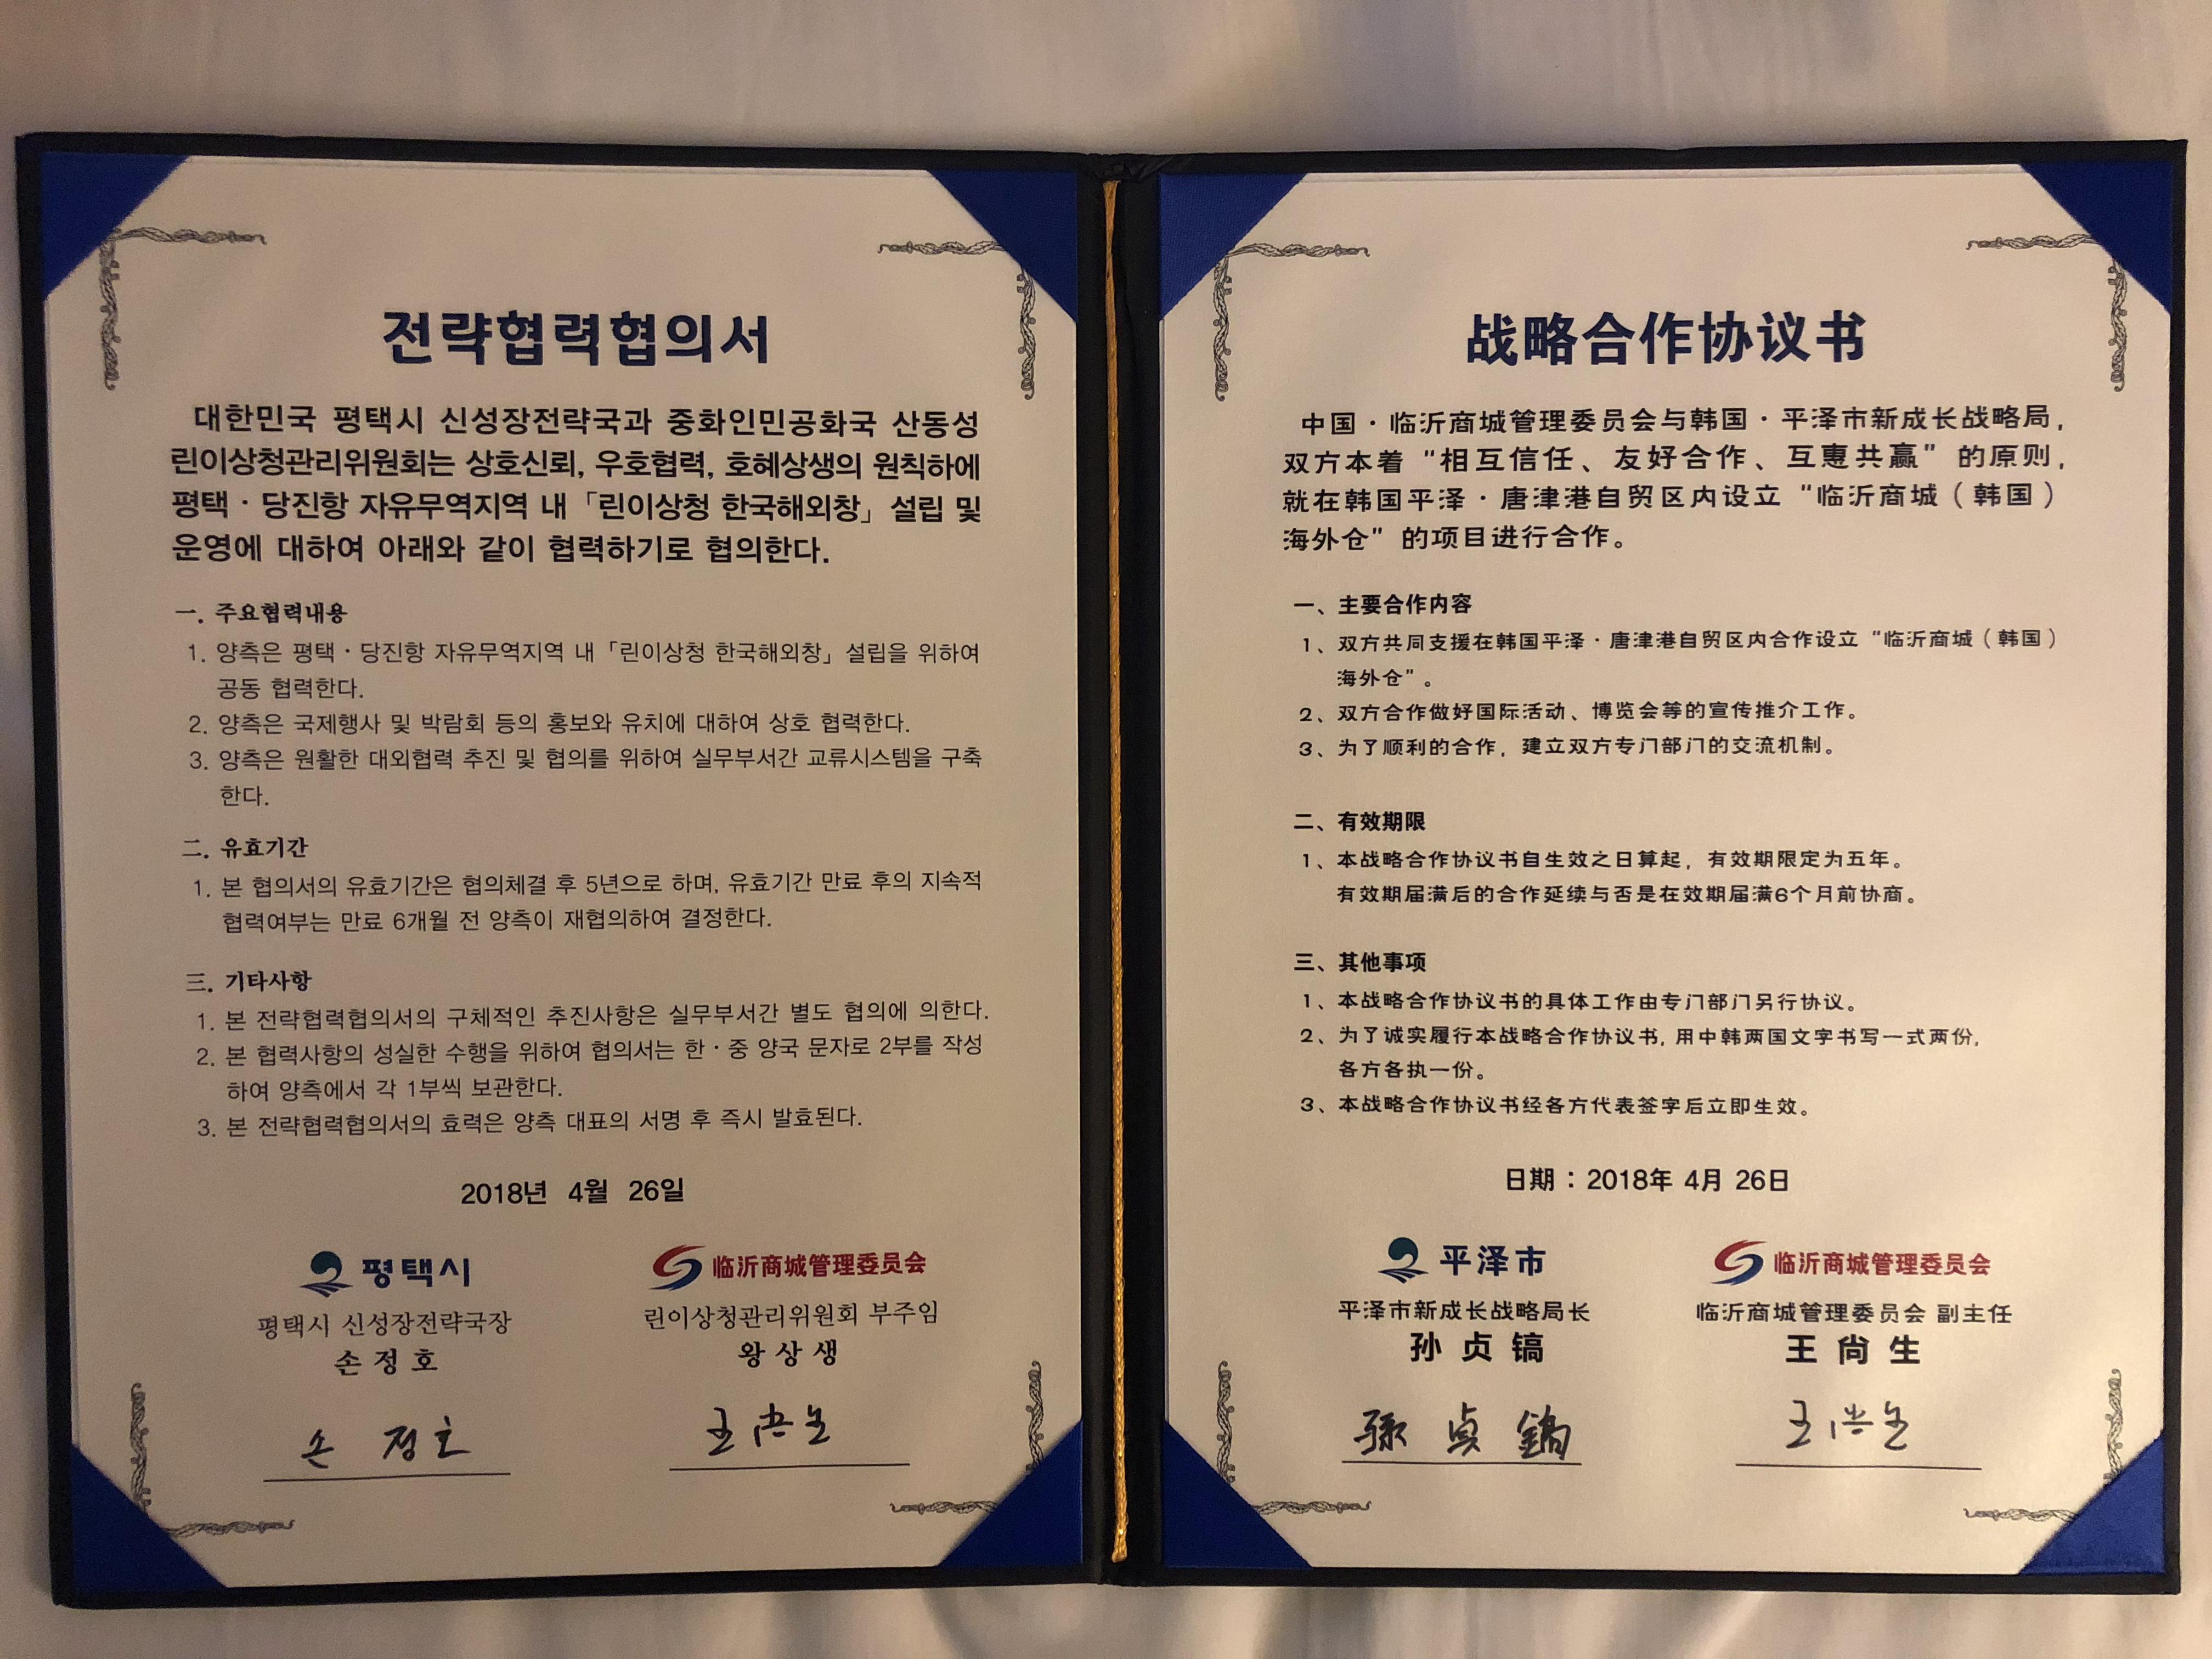 전략협력협의서
대한민국 평택시 신성장전략국과 중화인민공화국 산동성
린이상청관리위원회는 상호신뢰, 우호협력, 호혜상생의 원칙하에
평택·당진항 자유무역지역 내 「린이상청 한국해외창」 설립 및
운영에 대하여 아래와 같이 협력하기로 협의한다.
一. 주요협력내용
1. 양측은 평택·당진항 자유무역지역 내 「린이상청 한국해외창」 설립을 위하여
공동 협력한다.
2. 양측은 국제행사 및 박람회 등의 홍보와 유치에 대하여 상호 협력한다.
3. 양측은 원활한 대외협력 추진 및 협의를 위하여 실무부서간 교류시스템을 구축
한다.
二. 유효기간
1. 본 협의서의 유효기간은 협의체결 후 5년으로 하며, 유효기간 만료 후의 지속적
협력여부는 만료 6개월 전 양측이 재협의하여 결정한다.
三. 기타사항
1. 본 전략협력협의서의 구체적인 추진사항은 실무부서간 별도 협의에 의한다.
2. 본 협력사항의 성실한 수행을 위하여 협의서는 한·중 양국 문자로 2부를 작성
하여 양측에서 각 1부씩 보관한다.
3. 본 전략협력협의서의 효력은 양측 대표의 서명 후 즉시 발효된다.
2018년 4월 26일
평택시
평택시 신성장전략국장
손정호
손 정호
临沂商城管理委员会
린이상청관리위원회 부주임
왕상생
王尚生
战略合作协议书
中国·临沂商城管理委员会与韩国·平泽市新成长战略局，
双方本着“相互信任、友好合作、互惠共赢”的原则，
就在韩国平泽·唐津港自贸区内设立“临沂商城（韩国）
海外仓”的项目进行合作。
一、主要合作内容
1、双方共同支援在韩国平泽·唐津港自贸区内合作设立“临沂商城（韩国）
海外仓”。
2、双方合作做好国际活动、博览会等的宣传推介工作。
3、为了顺利的合作，建立双方专门部门的交流机制。
二、有效期限
1、本战略合作协议书自生效之日算起，有效期限定为五年。
有效期届满后的合作延续与否是在效期届满6个月前协商。
三、其他事项
1、本战略合作协议书的具体工作由专门部门另行协议。
2、为了诚实履行本战略合作协议书，用中韩两国文字书写一式两份，
各方各执一份。
3、本战略合作协议书经各方代表签字后立即生效。
日期：2018年 4月 26日
平泽市
平泽市新成长战略局长
孙贞镐
孫 貞 鎬
临沂商城管理委员会
临沂商城管理委员会 副主任
王尚生
王尚生